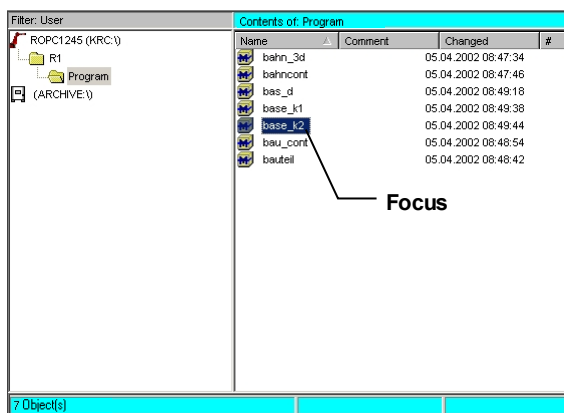 Filter: User
Contents of: Program
ROPC1245 (KRC:\)
R1
Program
(ARCHIVE:\)
Name Comment Changed #
bahn_3d 05.04.2002 08:47:34
bahncont 05.04.2002 08:47:46
bas_d 05.04.2002 08:49:18
base_k1 05.04.2002 08:49:38
base_k2 05.04.2002 08:49:44
bau_cont 05.04.2002 08:48:54
bauteil 05.04.2002 08:48:42
Focus
7 Object(s)